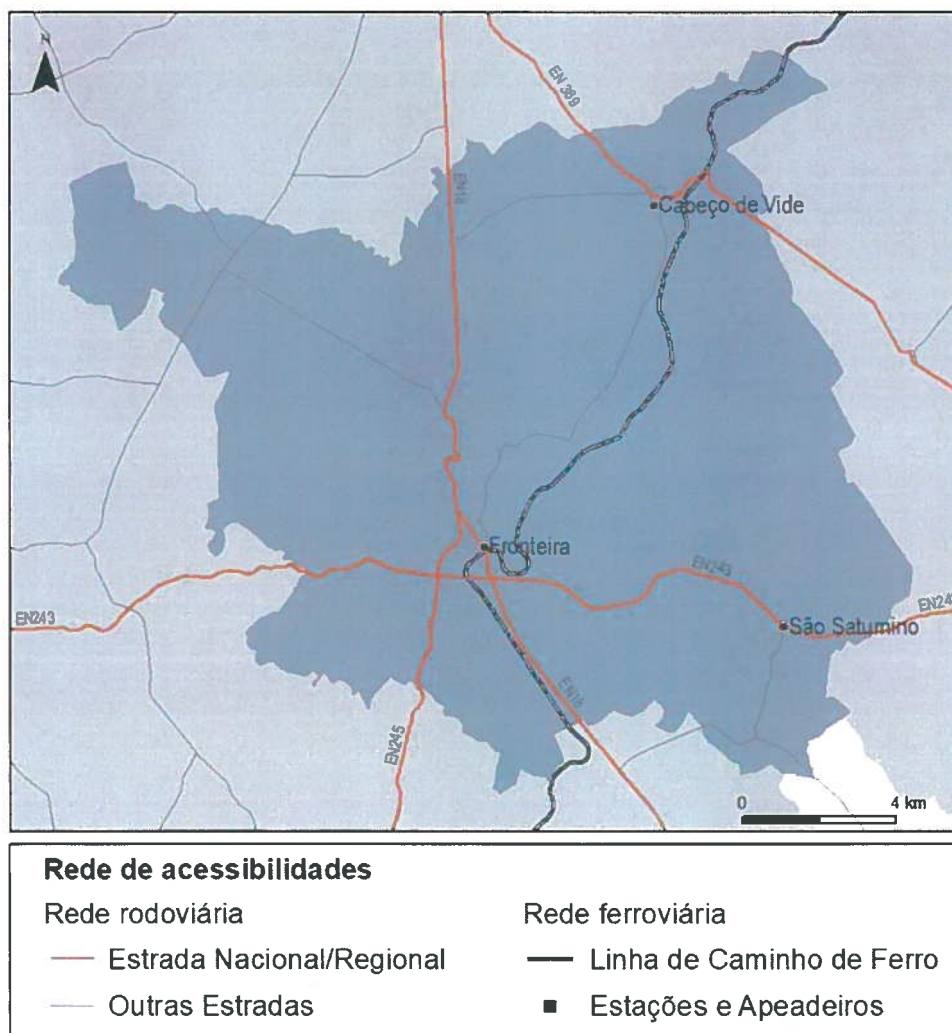 N
EN 369
Cabeço de Vide
Fronteira
EN243
EN243
EN24
São Saturnino
EN18
EN245
0 4 km
Rede de acessibilidades
Rede rodoviária
Rede ferroviária
Estrada Nacional/Regional
Linha de Caminho de Ferro
Outras Estradas
Estações e Apeadeiros